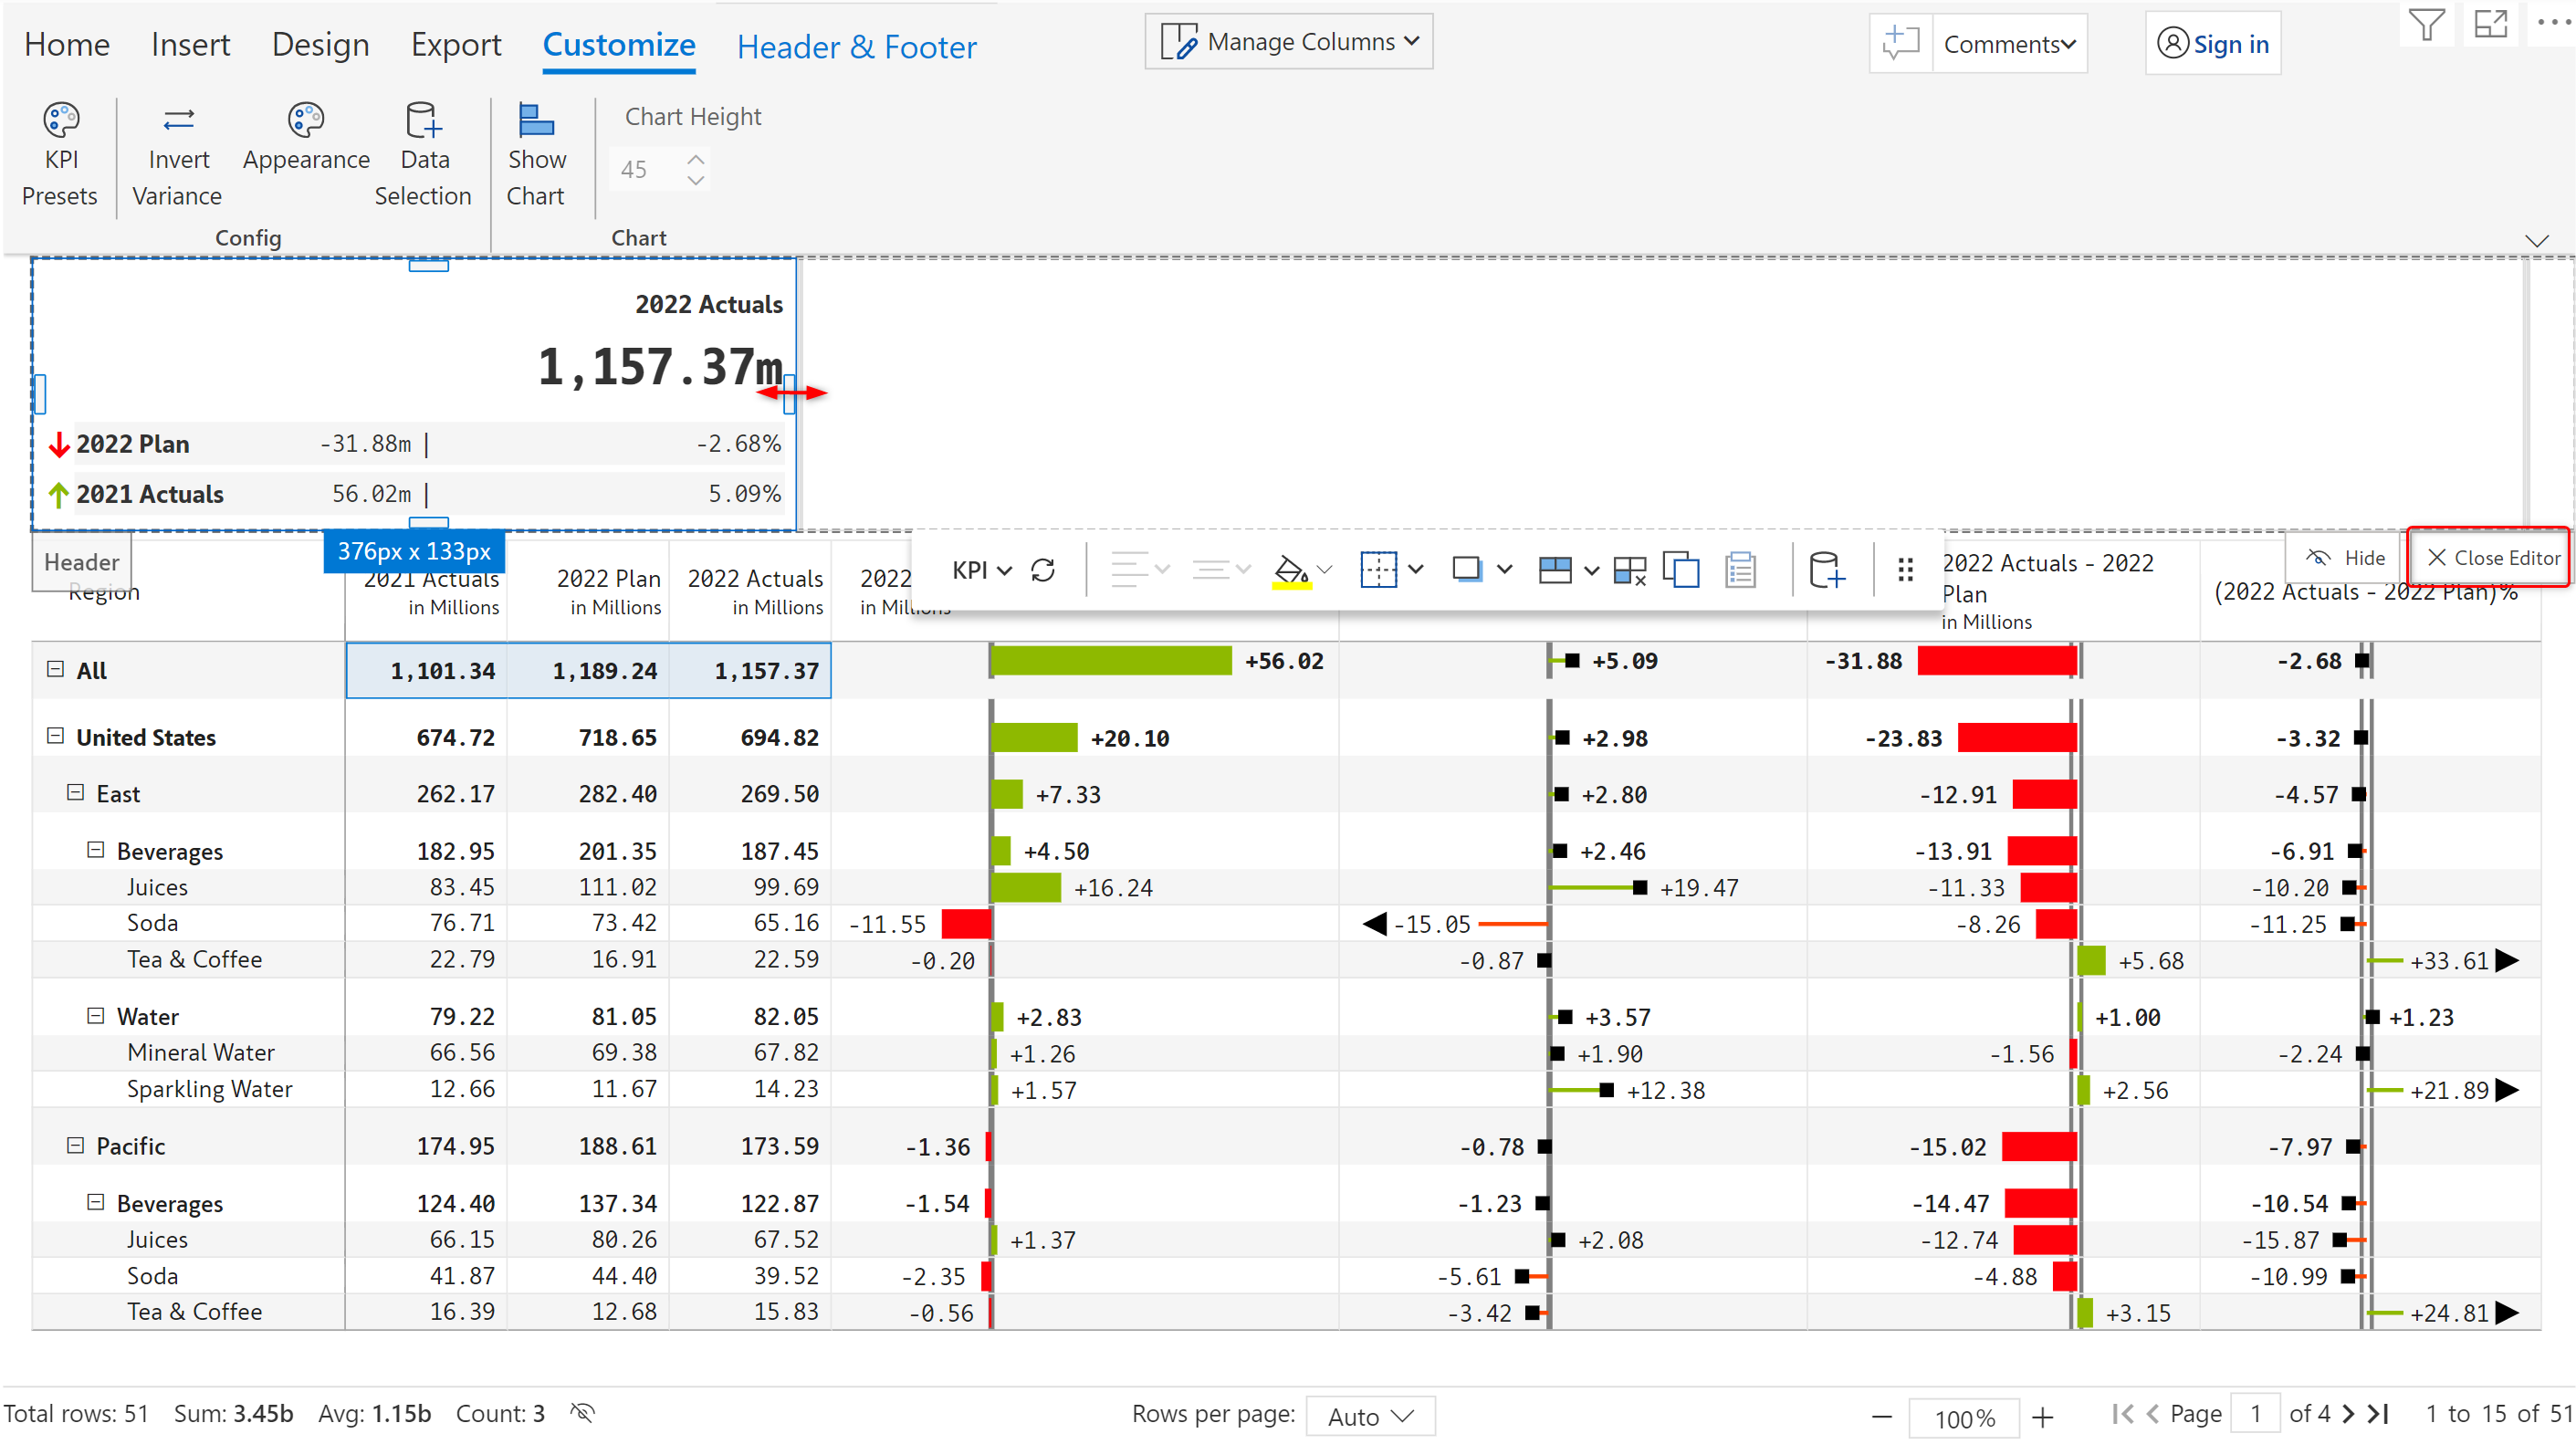 Home Insert Design Export Customize Header & Footer Manage Columns Comments Sign in
KPI Presets Invert Variance Appearance Data Selection Show Chart Chart Height
45
Config Chart
2022 Actuals
1,157.37m
2022 Plan -31.88m | -2.68%
2021 Actuals 56.02m | 5.09%
Header 376px x 133px KPI Hide Close Editor
Region 2021 Actuals 2022 Plan 2022 Actuals 2022 2022 Actuals - 2022 Plan (2022 Actuals - 2022 Plan)%
in Millions in Millions in Millions in Millions in Millions
All 1,101.34 1,189.24 1,157.37 +56.02 +5.09 -31.88 -2.68
United States 674.72 718.65 694.82 +20.10 +2.98 -23.83 -3.32
East 262.17 282.40 269.50 +7.33 +2.80 -12.91 -4.57
Beverages 182.95 201.35 187.45 +4.50 +2.46 -13.91 -6.91
Juices 83.45 111.02 99.69 +16.24 +19.47 -11.33 -10.20
Soda 76.71 73.42 65.16 -11.55 -15.05 -8.26 -11.25
Tea & Coffee 22.79 16.91 22.59 -0.20 -0.87 +5.68 +33.61
Water 79.22 81.05 82.05 +2.83 +3.57 +1.00 +1.23
Mineral Water 66.56 69.38 67.82 +1.26 +1.90 -1.56 -2.24
Sparkling Water 12.66 11.67 14.23 +1.57 +12.38 +2.56 +21.89
Pacific 174.95 188.61 173.59 -1.36 -0.78 -15.02 -7.97
Beverages 124.40 137.34 122.87 -1.54 -1.23 -14.47 -10.54
Juices 66.15 80.26 67.52 +1.37 +2.08 -12.74 -15.87
Soda 41.87 44.40 39.52 -2.35 -5.61 -4.88 -10.99
Tea & Coffee 16.39 12.68 15.83 -0.56 -3.42 +3.15 +24.81
Total rows: 51 Sum: 3.45b Avg: 1.15b Count: 3 Rows per page: Auto 100% Page 1 of 4 1 to 15 of 51